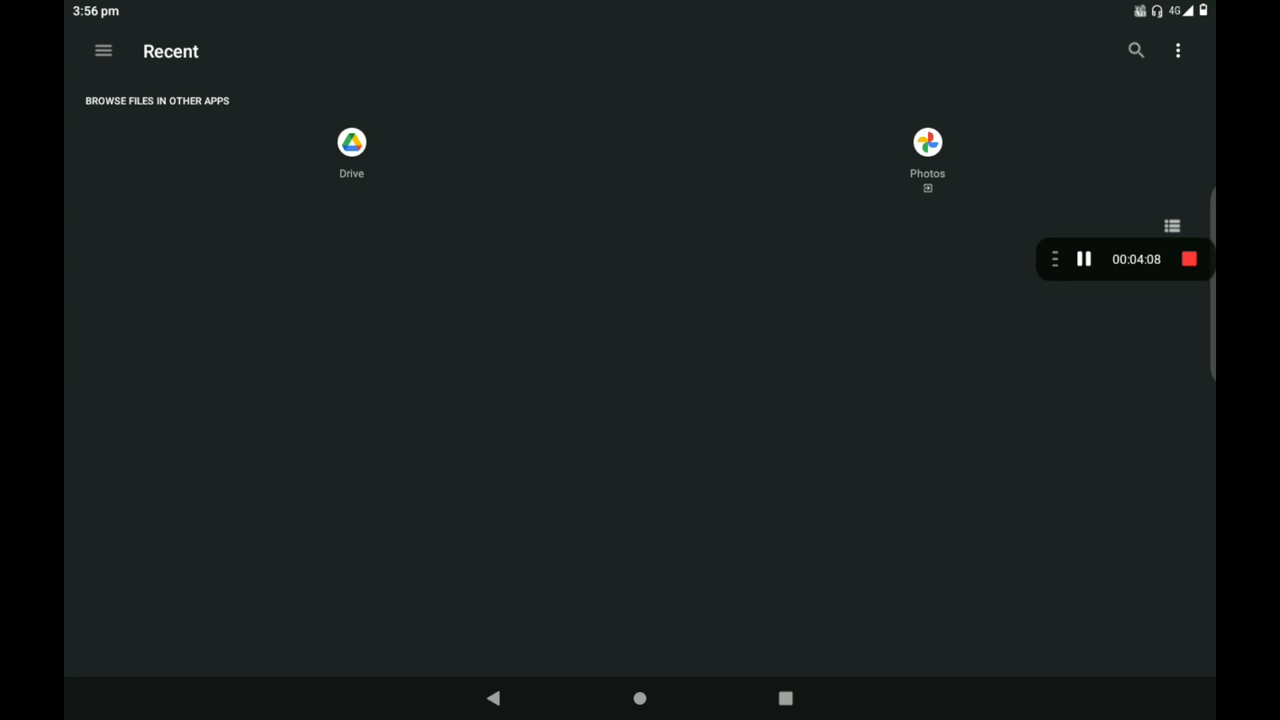 3:56 pm
4G
Recent
BROWSE FILES IN OTHER APPS
Drive
Photos
00:04:08